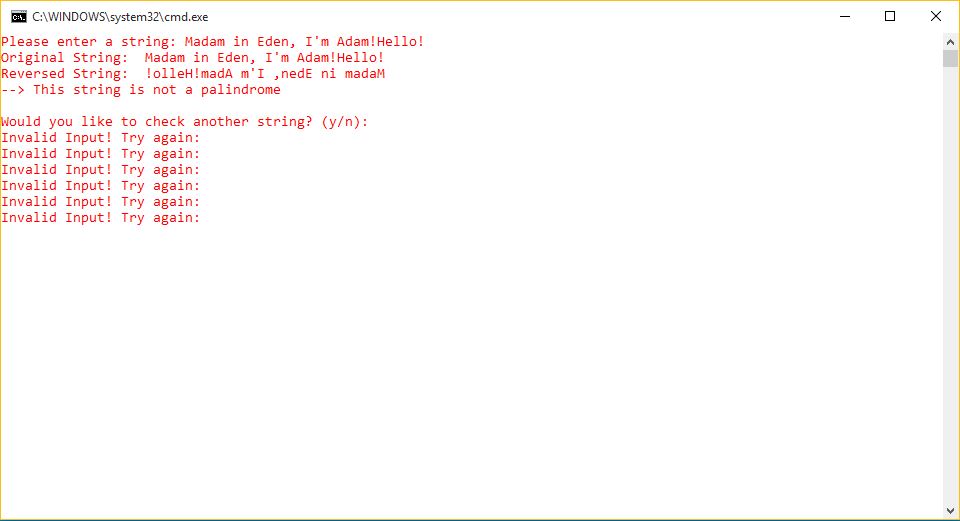 C:\WINDOWS\system32\cmd.exe
Please enter a string: Madam in Eden, I'm Adam!Hello!
Original String:  Madam in Eden, I'm Adam!Hello!
Reversed String:  !olleH!madA m'I ,nedE ni madaM
--> This string is not a palindrome

Would you like to check another string? (y/n):
Invalid Input! Try again:
Invalid Input! Try again:
Invalid Input! Try again:
Invalid Input! Try again:
Invalid Input! Try again:
Invalid Input! Try again: